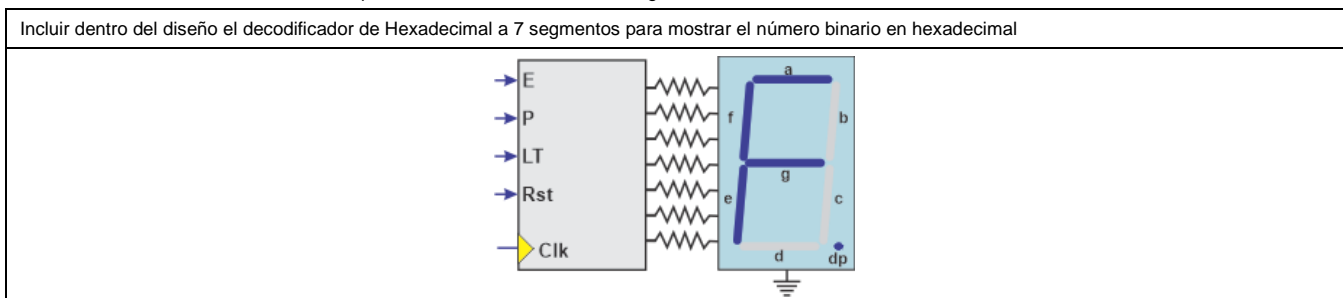 Incluir dentro del diseño el decodificador de Hexadecimal a 7 segmentos para mostrar el número binario en hexadecimal
a
E
P
f
b
LT
g
Rst
e
c
Clk
d
dp